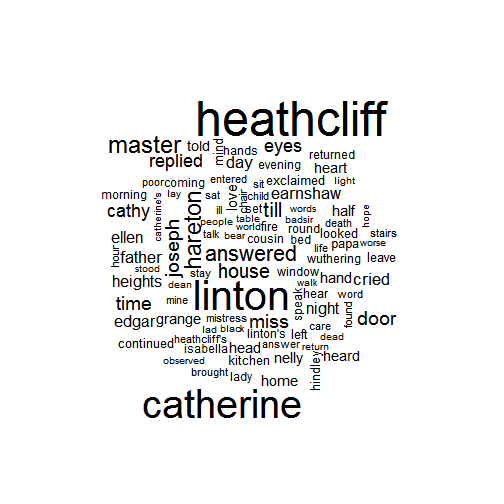 heathcliff
master told mind hands eyes
replied day evening returned
heart
poor coming entered sit exclaimed light
morning lay sat love chair child earnshaw
cathy catherine's ill set till words half hope
people table badsir death
ellen hareton world fire round looked stairs
joseph talk bear cousin bed papa worse
hour father answered life wuthering leave
stood house window
heights dean stay walk hand cried
linton hear word
time mine speak night
edgar grange mistress miss door
lad black care found
continued heathcliff's linton's left dead
isabella head answer return
observed kitchen nelly heard
brought lady home hindley
catherine